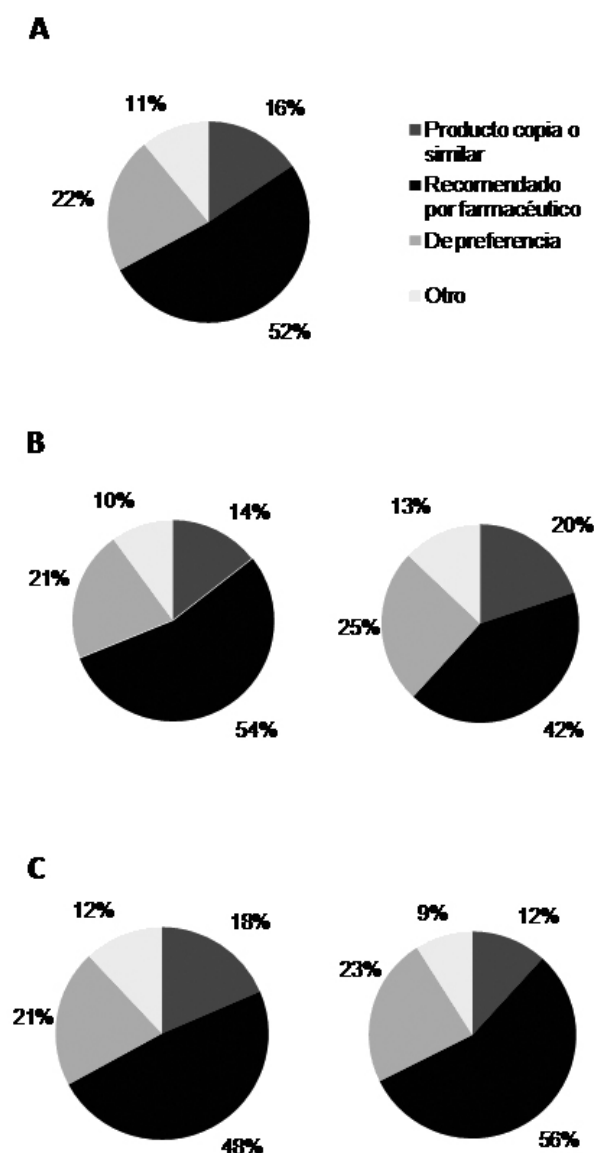 A
11%
16%
22%
52%
Producto copia o
similar
Recomendado
por farmacéutico
De preferencia
Otro
B
10%
14%
21%
54%
13%
20%
25%
42%
C
12%
18%
21%
48%
9%
12%
23%
56%